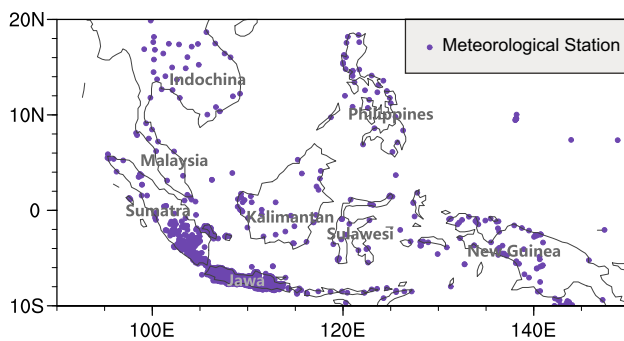 20N
Meteorological Station
Indochina
10N
Philippines
Malaysia
0
Sumatra
Kalimantan
Sulawesi
New Guinea
Jawa
10S
100E 120E 140E